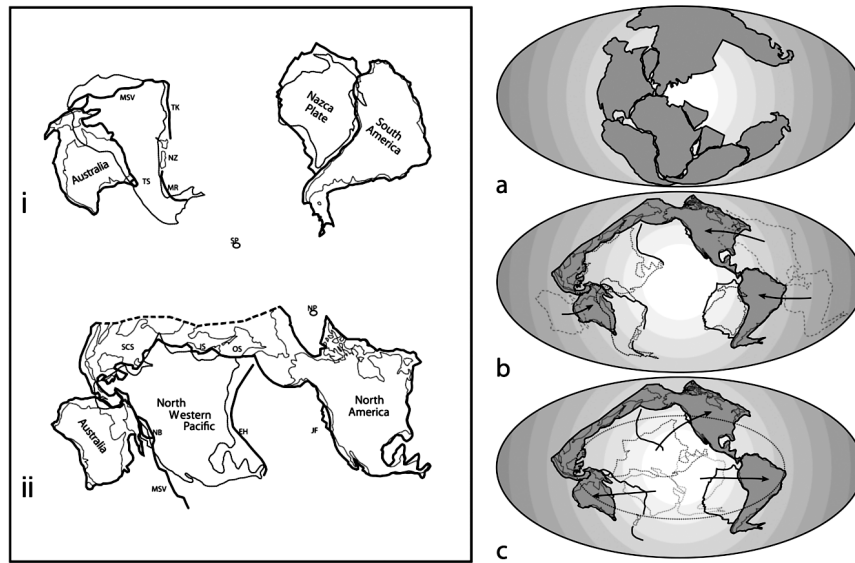 MSV
TK
Australia
NZ
TS
MR
i
Nazca
Plate
South
America
SP
NP
SCS
IS
OS
Australia
NB
North
Western
Pacific
EH
JF
North
America
MSV
ii
a
b
c